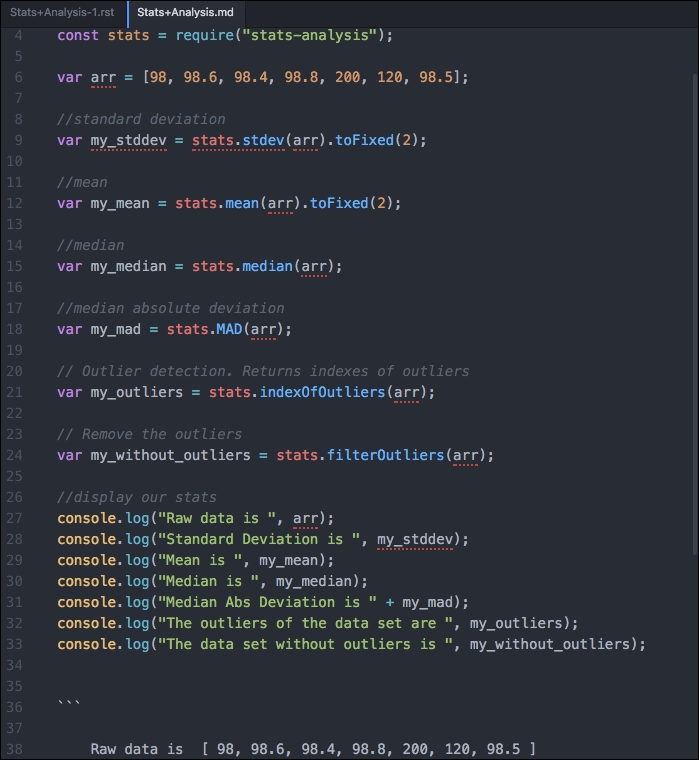 Stats+Analysis-1.rst Stats+Analysis.md
4 const stats = require("stats-analysis");
5
6 var arr = [98, 98.6, 98.4, 98.8, 200, 120, 98.5];
7
8 //standard deviation
9 var my_stddev = stats.stdev(arr).toFixed(2);
10
11 //mean
12 var my_mean = stats.mean(arr).toFixed(2);
13
14 //median
15 var my_median = stats.median(arr);
16
17 //median absolute deviation
18 var my_mad = stats.MAD(arr);
19
20 // Outlier detection. Returns indexes of outliers
21 var my_outliers = stats.indexOfOutliers(arr);
22
23 // Remove the outliers
24 var my_without_outliers = stats.filterOutliers(arr);
25
26 //display our stats
27 console.log("Raw data is ", arr);
28 console.log("Standard Deviation is ", my_stddev);
29 console.log("Mean is ", my_mean);
30 console.log("Median is ", my_median);
31 console.log("Median Abs Deviation is " + my_mad);
32 console.log("The outliers of the data set are ", my_outliers);
33 console.log("The data set without outliers is ", my_without_outliers);
34
35
36 ```
37
38 Raw data is  [ 98, 98.6, 98.4, 98.8, 200, 120, 98.5 ]